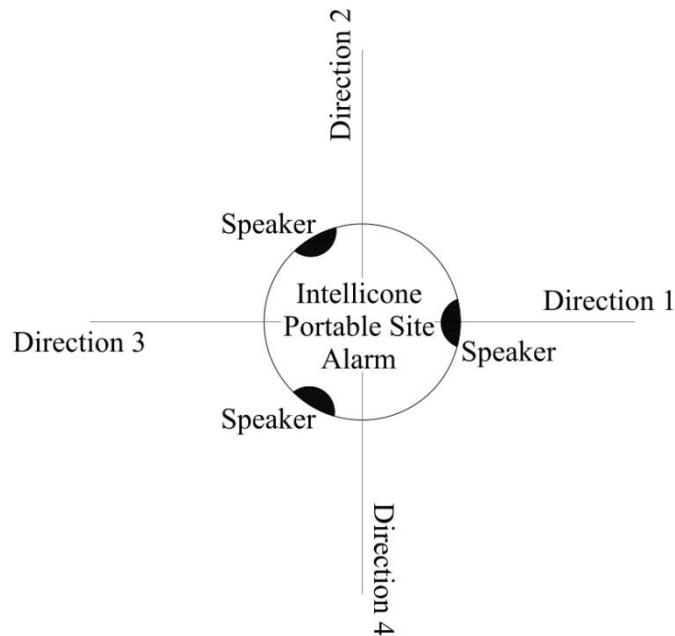 Direction 2
Speaker
Intellicone
Portable Site
Alarm
Direction 1
Direction 3
Speaker
Speaker
Direction 4